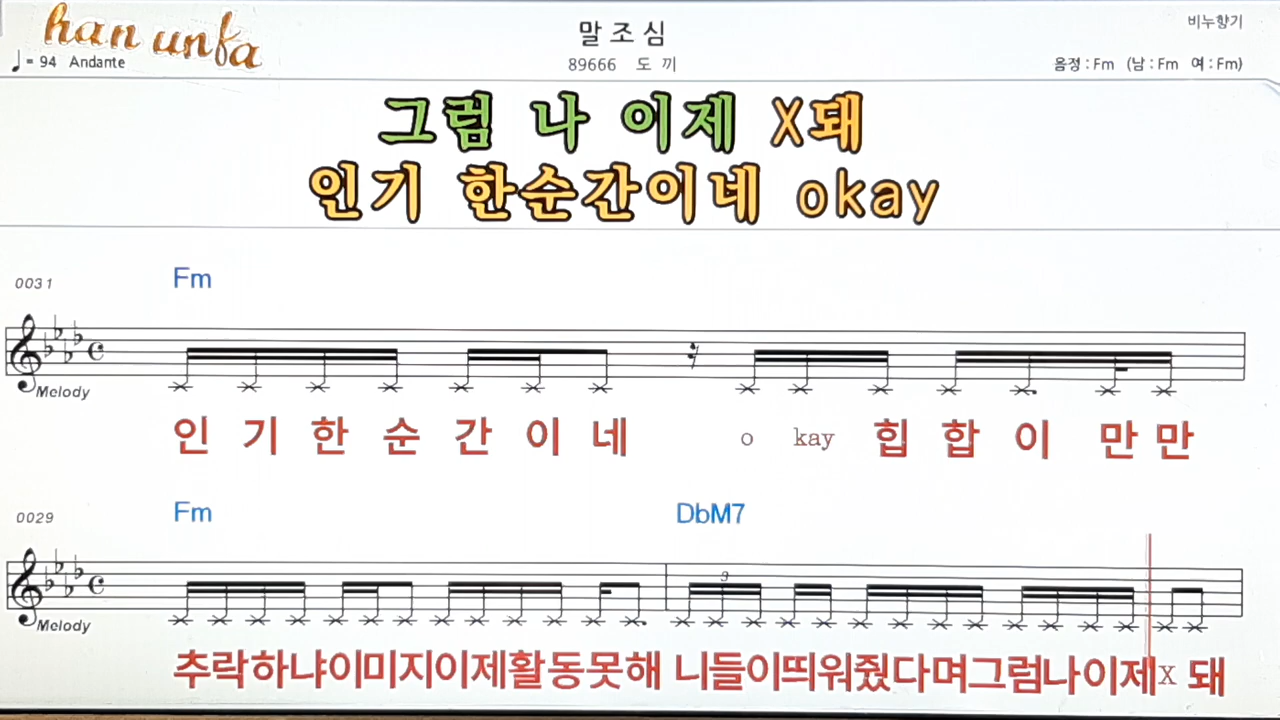 han unfa
말조심
비누향기
♩= 94 Andante
89666 도 끼
음정 : Fm (남 : Fm 여 : Fm)
그럼 나 이제 X돼
인기 한순간이네 okay
0031
Fm
Melody
인 기 한 순 간 이 네 o kay 힙 합 이 만 만
0029
Fm DbM7
3
Melody
추락하냐이미지이제활동못해 니들이띄워줬다며그럼나이제x 돼